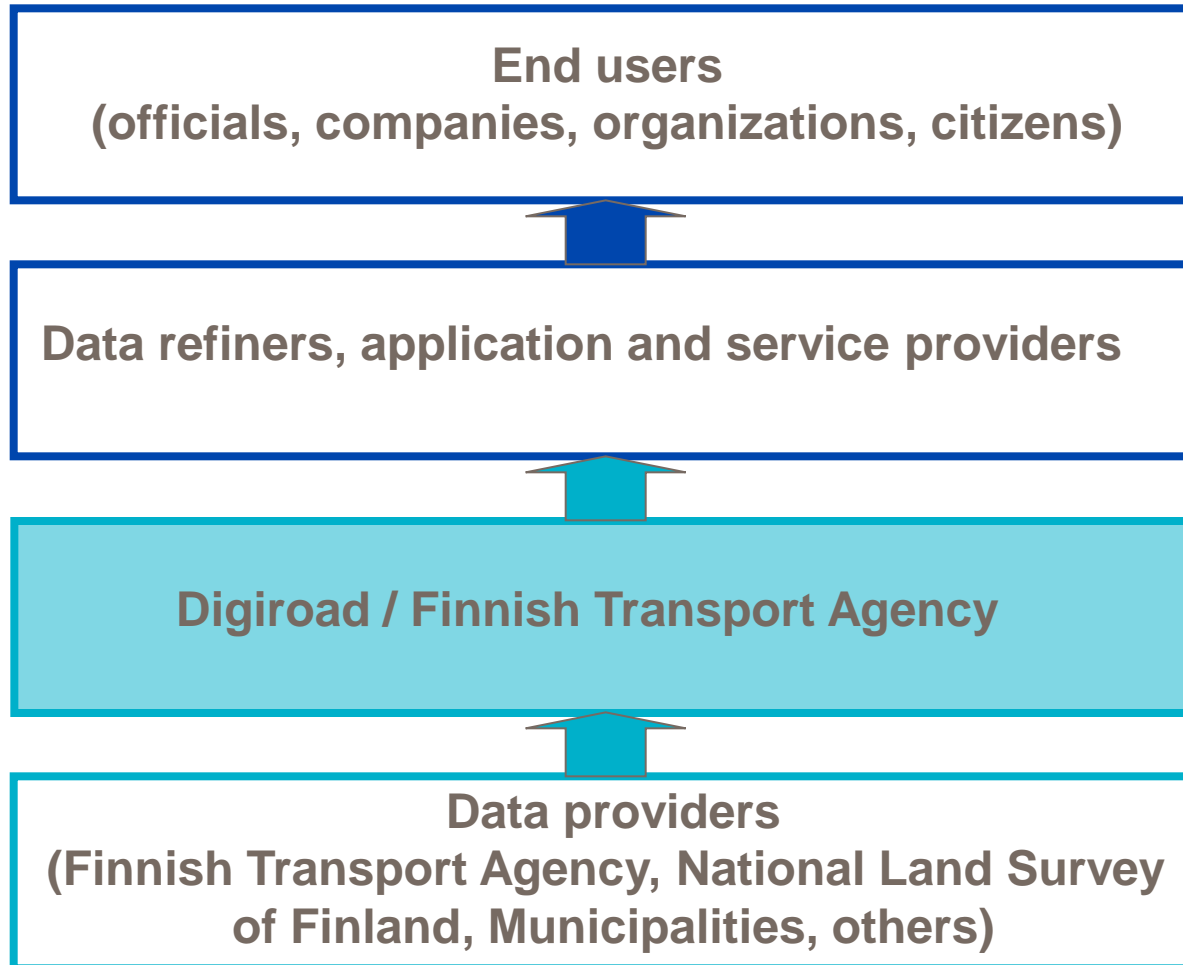 End users
(officials, companies, organizations, citizens)
Data refiners, application and service providers
Digiroad / Finnish Transport Agency
Data providers
(Finnish Transport Agency, National Land Survey
of Finland, Municipalities, others)